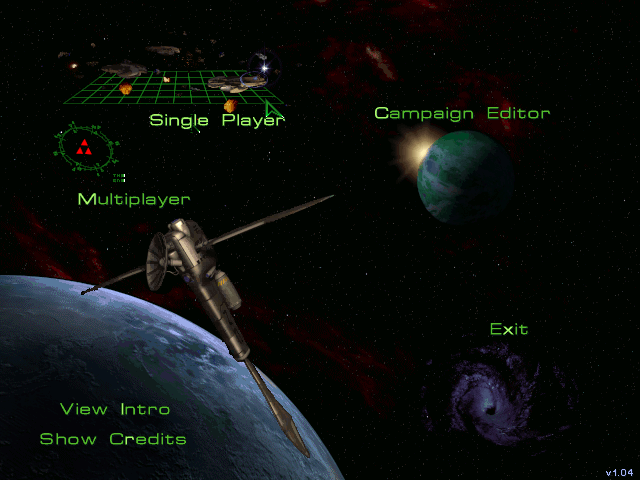 Single Player
Campaign Editor
Multiplayer
Exit
View Intro
Show Credits
v1.04